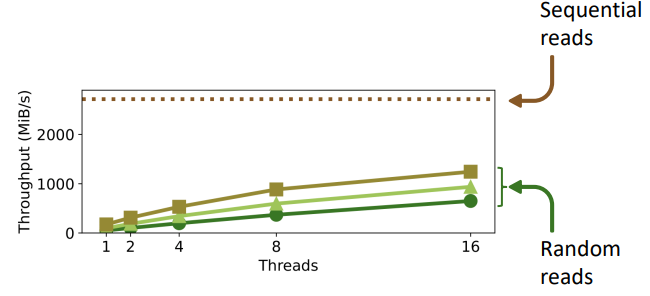 Sequential
reads
Throughput (MiB/s)
2000
1000
0
1 2 4 8 16
Threads
Random
reads